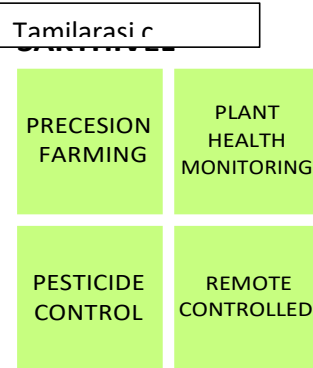 Tamilarasi c
PRECESION
FARMING
PLANT
HEALTH
MONITORING
PESTICIDE
CONTROL
REMOTE
CONTROLLED